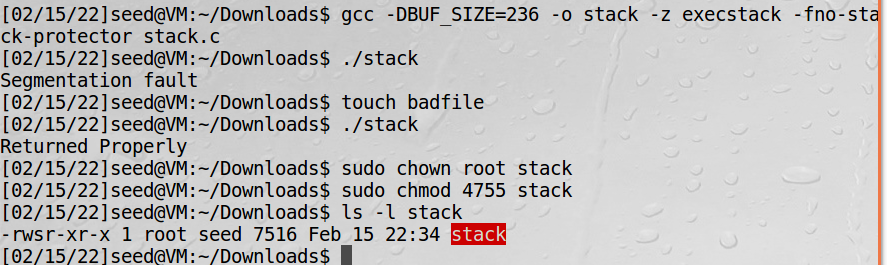 [02/15/22]seed@VM:~/Downloads$ gcc -DBUF_SIZE=236 -o stack -z execstack -fno-sta
ck-protector stack.c
[02/15/22]seed@VM:~/Downloads$ ./stack
Segmentation fault
[02/15/22]seed@VM:~/Downloads$ touch badfile
[02/15/22]seed@VM:~/Downloads$ ./stack
Returned Properly
[02/15/22]seed@VM:~/Downloads$ sudo chown root stack
[02/15/22]seed@VM:~/Downloads$ sudo chmod 4755 stack
[02/15/22]seed@VM:~/Downloads$ ls -l stack
-rwsr-xr-x 1 root seed 7516 Feb 15 22:34 stack
[02/15/22]seed@VM:~/Downloads$